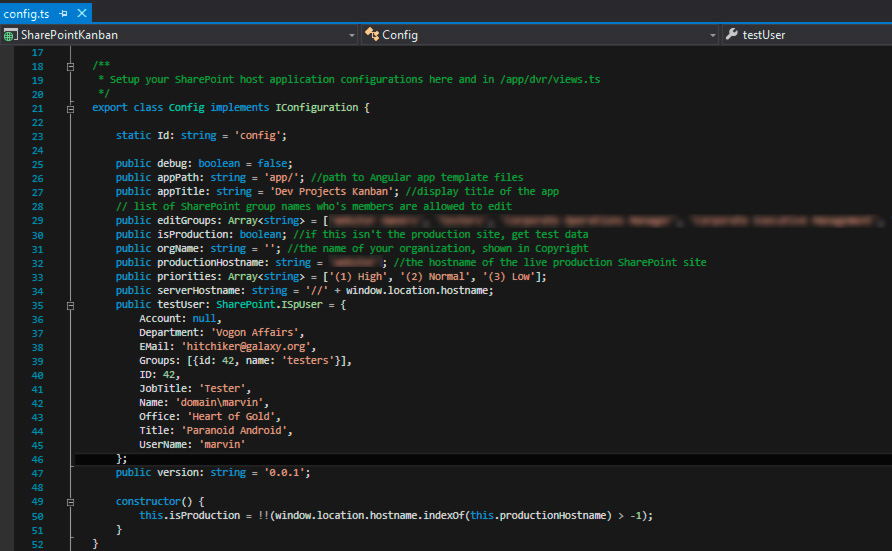 config.ts
SharePointKanban Config testUser
17
18 /**
19 * Setup your SharePoint host application configurations here and in /app/dvr/views.ts
20 */
21 export class Config implements IConfiguration {
22
23 static Id: string = 'config';
24
25 public debug: boolean = false;
26 public appPath: string = 'app/'; //path to Angular app template files
27 public appTitle: string = 'Dev Projects Kanban'; //display title of the app
28 // list of SharePoint group names who's members are allowed to edit
29 public editGroups: Array<string> = [
30 public isProduction: boolean; //if this isn't the production site, get test data
31 public orgName: string = ''; //the name of your organization, shown in Copyright
32 public productionHostname: string = ; //the hostname of the live production SharePoint site
33 public priorities: Array<string> = ['(1) High', '(2) Normal', '(3) Low'];
34 public serverHostname: string = '//' + window.location.hostname;
35 public testUser: SharePoint.ISpUser = {
36 Account: null,
37 Department: 'Vogon Affairs',
38 EMail: 'hitchiker@galaxy.org',
39 Groups: [{id: 42, name: 'testers'}],
40 ID: 42,
41 JobTitle: 'Tester',
42 Name: 'domain\marvin',
43 Office: 'Heart of Gold',
44 Title: 'Paranoid Android',
45 UserName: 'marvin'
46 };
47 public version: string = '0.0.1';
48
49 constructor() {
50 this.isProduction = !!(window.location.hostname.indexOf(this.productionHostname) > -1);
51 }
52 }